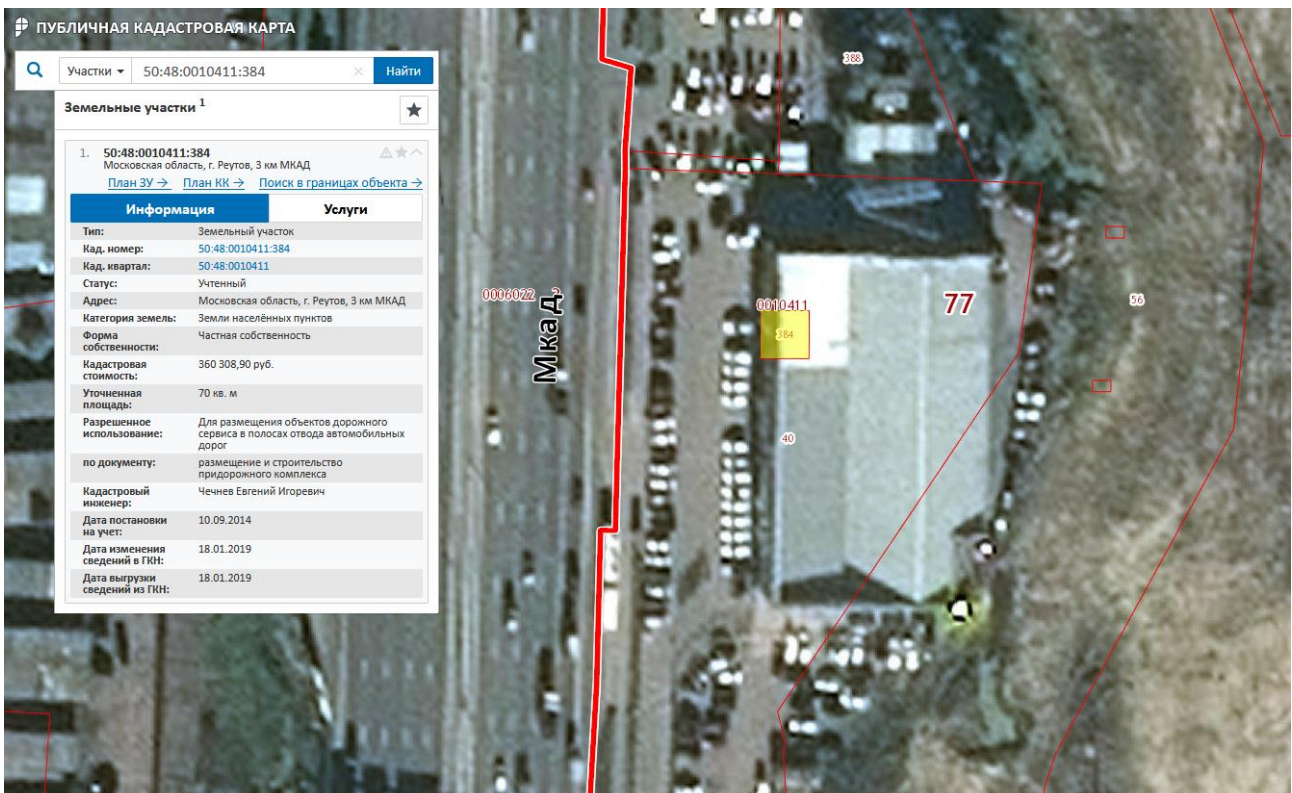 ПУБЛИЧНАЯ КАДАСТРОВАЯ КАРТА
Участки
50:48:0010411:384
Найти
Земельные участки 1
1. 50:48:0010411:384
Московская область, г. Реутов, 3 км МКАД
План ЗУ → План КК → Поиск в границах объекта →
Информация Услуги
Тип: Земельный участок
Кад. номер: 50:48:0010411:384
Кад. квартал: 50:48:0010411
Статус: Учтенный
Адрес: Московская область, г. Реутов, 3 км МКАД
Категория земель: Земли населённых пунктов
Форма собственности: Частная собственность
Кадастровая стоимость: 360 308,90 руб.
Уточненная площадь: 70 кв. м
Разрешенное использование: Для размещения объектов дорожного
сервиса в полосах отвода автомобильных
дорог
по документу: размещение и строительство
придорожного комплекса
Кадастровый инженер: Чечнев Евгений Игоревич
Дата постановки на учет: 10.09.2014
Дата изменения сведений в ГКН: 18.01.2019
Дата выгрузки сведений из ГКН: 18.01.2019
388
0006022
Мкад
0010411
384
77
56
40